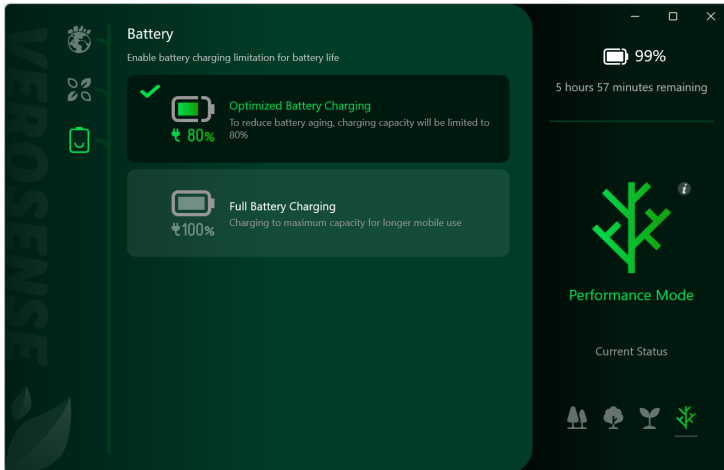 VEROSENSE
Battery
Enable battery charging limitation for battery life
Optimized Battery Charging
To reduce battery aging, charging capacity will be limited to
80%
80%
Full Battery Charging
Charging to maximum capacity for longer mobile use
100%
99%
5 hours 57 minutes remaining
i
Performance Mode
Current Status